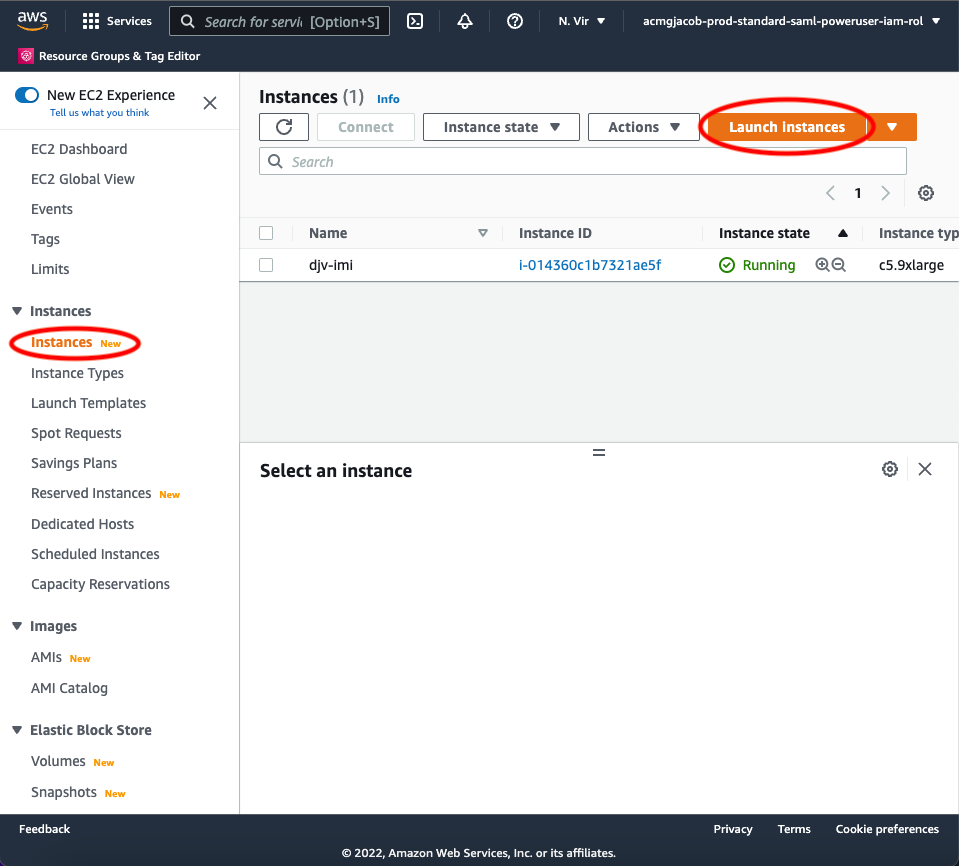 aws Services Search for servic [Option+S] N. Vir acmgjacob-prod-standard-saml-poweruser-iam-rol
Resource Groups & Tag Editor
New EC2 Experience
Tell us what you think
EC2 Dashboard
EC2 Global View
Events
Tags
Limits
Instances
Instances New
Instance Types
Launch Templates
Spot Requests
Savings Plans
Reserved Instances New
Dedicated Hosts
Scheduled Instances
Capacity Reservations
Images
AMIs New
AMI Catalog
Elastic Block Store
Volumes New
Snapshots New
Instances (1) Info
Connect Instance state Actions Launch instances
Search
1
Name Instance ID Instance state Instance typ
djv-imi i-014360c1b7321ae5f Running c5.9xlarge
Select an instance
Feedback Privacy Terms Cookie preferences
© 2022, Amazon Web Services, Inc. or its affiliates.